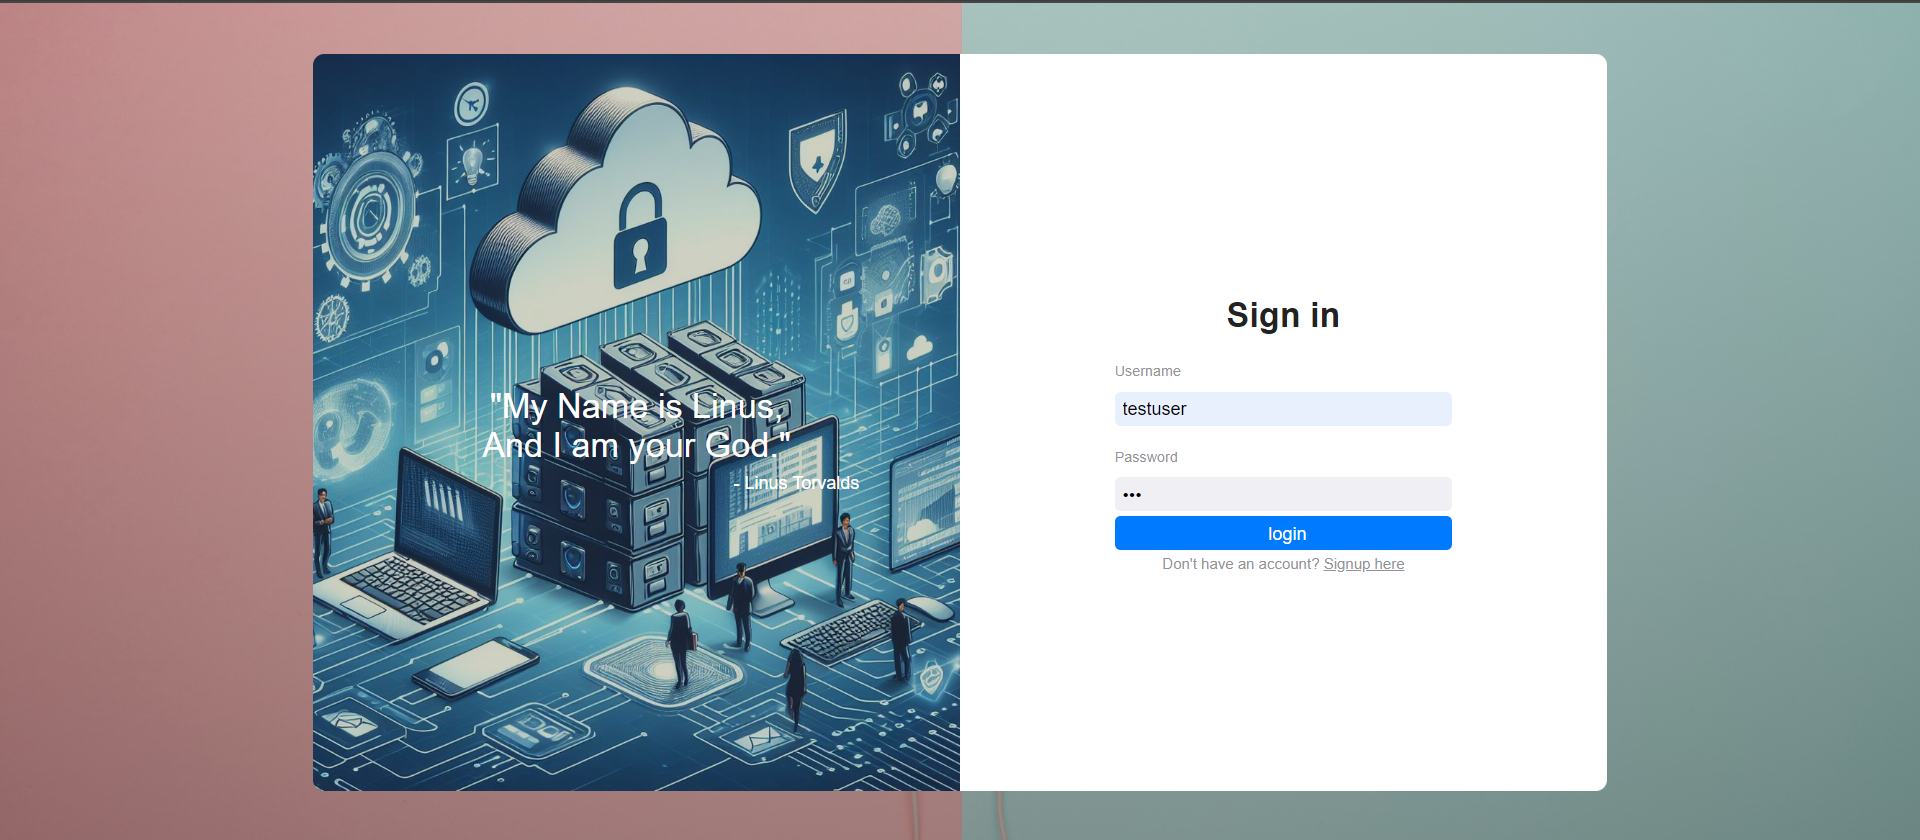 "My Name is Linus,
And I am your God."
- Linus Torvalds
Sign in
Username
testuser
Password
•••
login
Don't have an account? Signup here